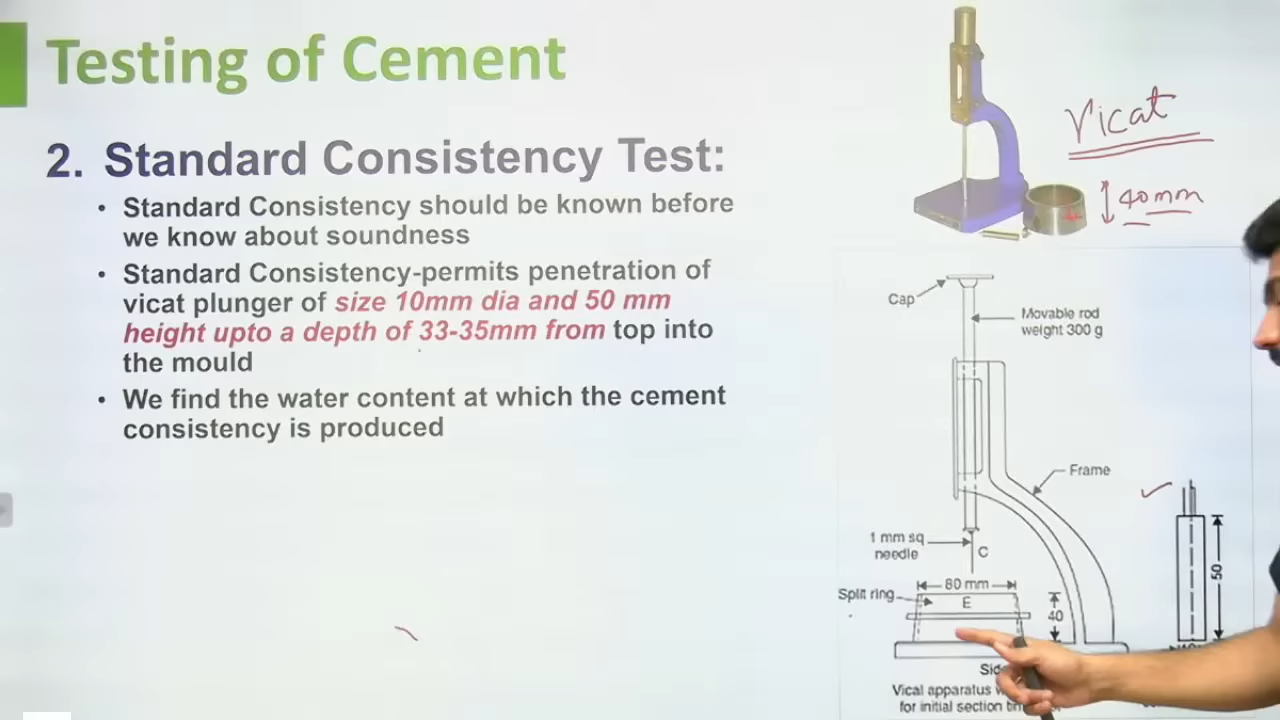 Testing of Cement
2. Standard Consistency Test:
• Standard Consistency should be known before
we know about soundness
• Standard Consistency-permits penetration of
vicat plunger of size 10mm dia and 50 mm
height upto a depth of 33-35mm from top into
the mould
• We find the water content at which the cement
consistency is produced
Vicat
40mm
Cap
Movable rod
weight 300 g
Frame
1 mm sq
needle
C
80 mm
Split ring
E
40
50
Vical apparatus
for initial section